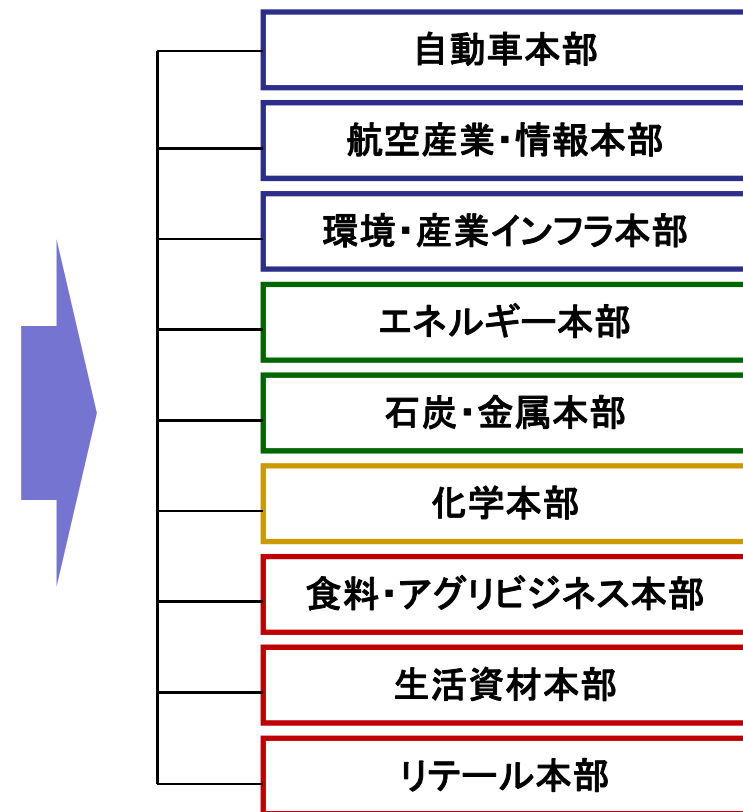 自動車本部
航空産業・情報本部
環境・産業インフラ本部
エネルギー本部
石炭・金属本部
化学本部
食料・アグリビジネス本部
生活資材本部
リテール本部